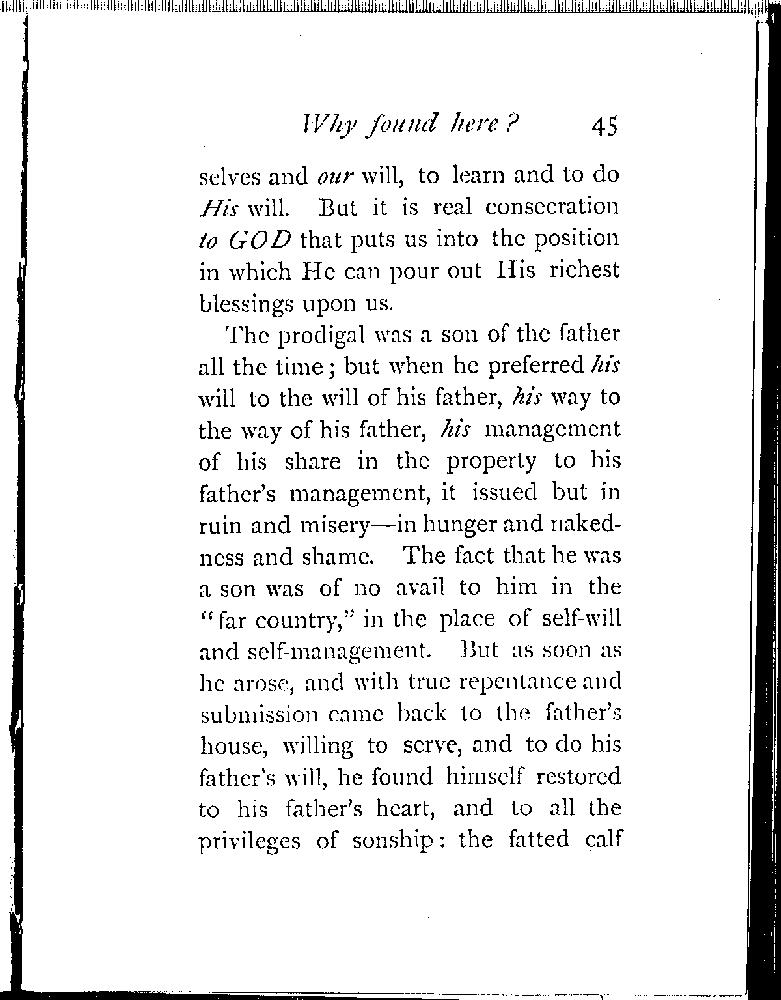 Why found here? 45
selves and our will, to learn and to do
His will. But it is real consecration
to GOD that puts us into the position
in which He can pour out His richest
blessings upon us.
The prodigal was a son of the father
all the time; but when he preferred his
will to the will of his father, his way to
the way of his father, his management
of his share in the property to his
father's management, it issued but in
ruin and misery—in hunger and naked-
ness and shame. The fact that he was
a son was of no avail to him in the
"far country," in the place of self-will
and self-management. But as soon as
he arose, and with true repentance and
submission came back to the father's
house, willing to serve, and to do his
father's will, he found himself restored
to his father's heart, and to all the
privileges of sonship: the fatted calf